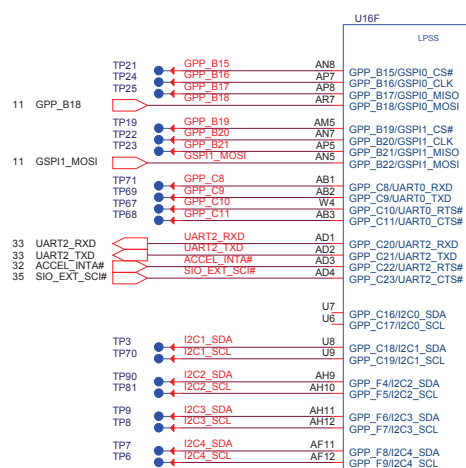 U16F
LPSS
TP21 GPP_B15 AN8 GPP_B15/GSPI0_CS#
TP24 GPP_B16 AP7 GPP_B16/GSPI0_CLK
TP25 GPP_B17 AP8 GPP_B17/GSPI0_MISO
11 GPP_B18 GPP_B18 AR7 GPP_B18/GSPI0_MOSI
TP19 GPP_B19 AM5 GPP_B19/GSPI1_CS#
TP22 GPP_B20 AN7 GPP_B20/GSPI1_CLK
TP23 GPP_B21 AP5 GPP_B21/GSPI1_MISO
11 GSPI1_MOSI GSPI1_MOSI AN5 GPP_B22/GSPI1_MOSI
TP71 GPP_C8 AB1 GPP_C8/UART0_RXD
TP69 GPP_C9 AB2 GPP_C9/UART0_TXD
TP67 GPP_C10 W4 GPP_C10/UART0_RTS#
TP68 GPP_C11 AB3 GPP_C11/UART0_CTS#
33 UART2_RXD UART2_RXD AD1 GPP_C20/UART2_RXD
33 UART2_TXD UART2_TXD AD2 GPP_C21/UART2_TXD
32 ACCEL_INTA# ACCEL_INTA# AD3 GPP_C22/UART2_RTS#
35 SIO_EXT_SCI# SIO_EXT_SCI# AD4 GPP_C23/UART2_CTS#
U7 GPP_C16/I2C0_SDA
U6 GPP_C17/I2C0_SCL
TP3 I2C1_SDA U8 GPP_C18/I2C1_SDA
TP70 I2C1_SCL U9 GPP_C19/I2C1_SCL
TP90 I2C2_SDA AH9 GPP_F4/I2C2_SDA
TP81 I2C2_SCL AH10 GPP_F5/I2C2_SCL
TP9 I2C3_SDA AH11 GPP_F6/I2C3_SDA
TP8 I2C3_SCL AH12 GPP_F7/I2C3_SCL
TP7 I2C4_SDA AF11 GPP_F8/I2C4_SDA
TP6 I2C4_SCL AF12 GPP_F9/I2C4_SCL